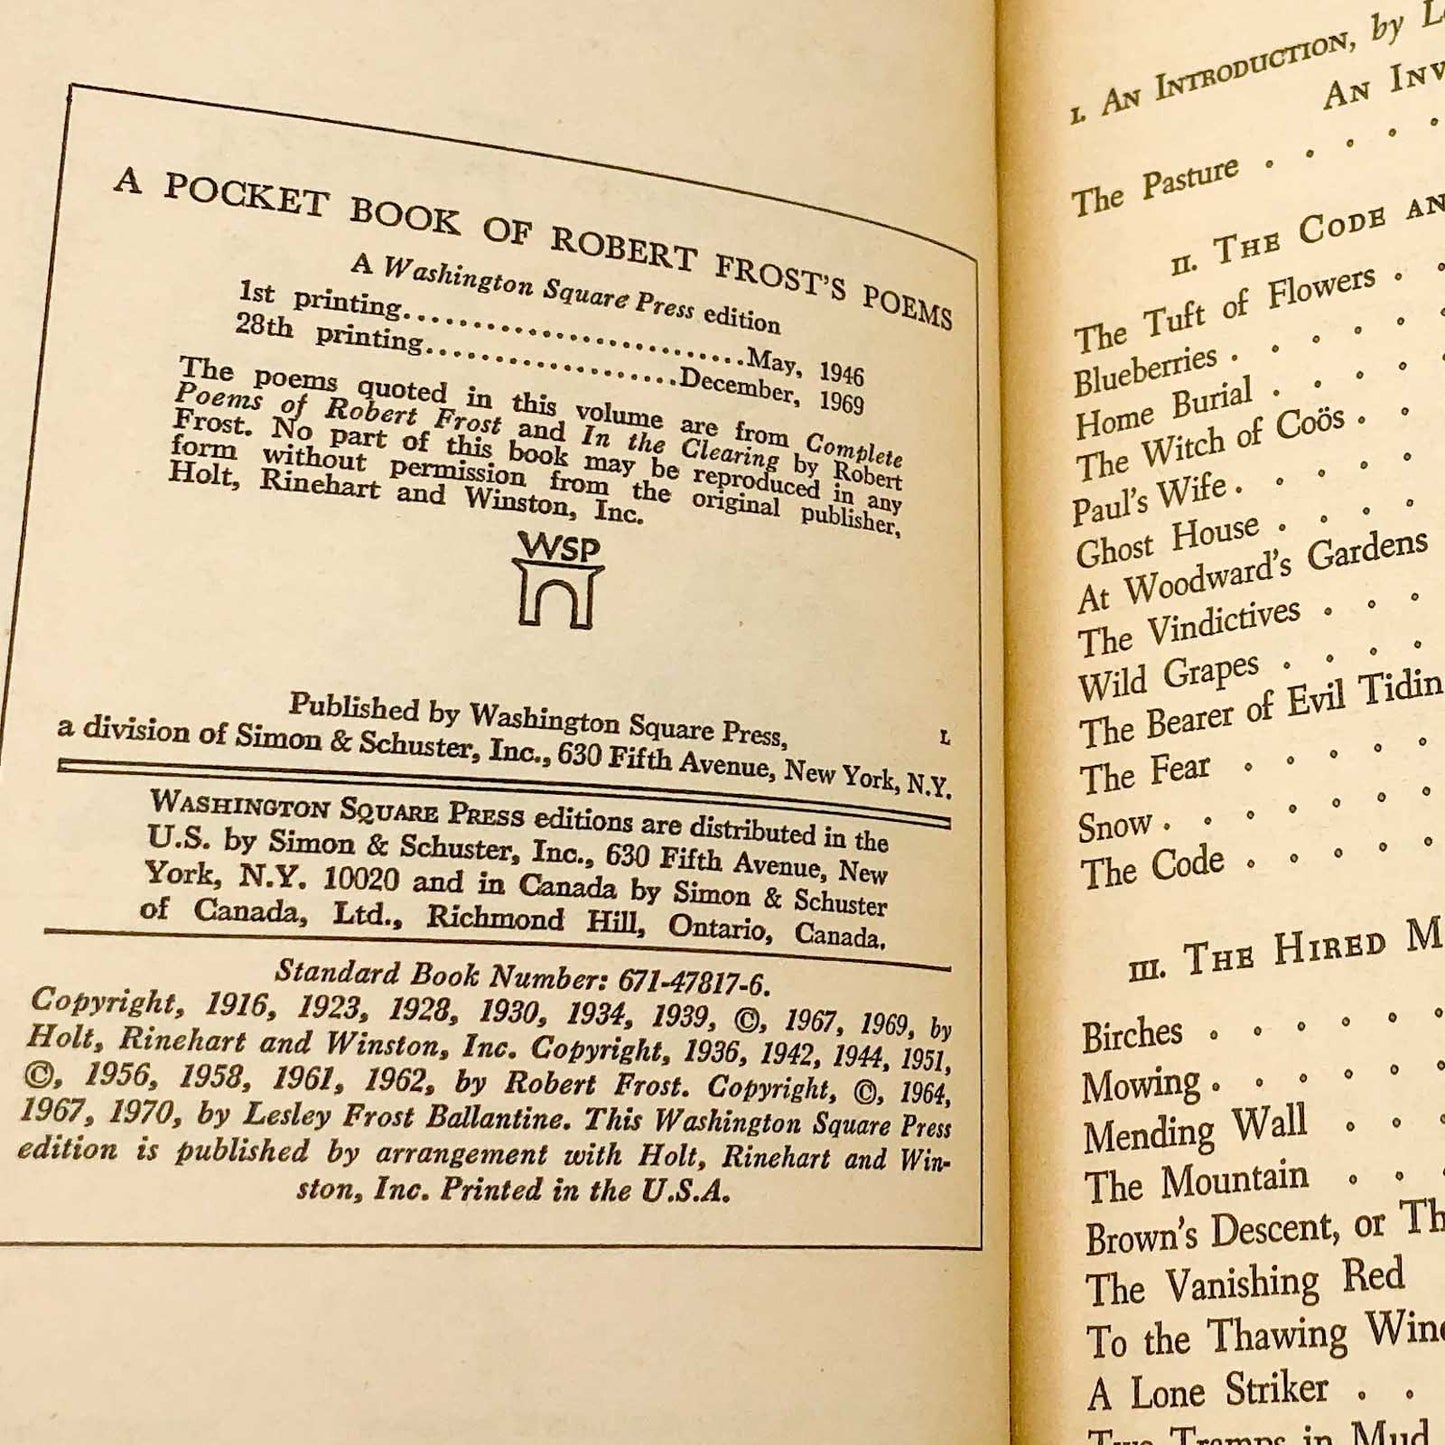 A POCKET BOOK OF ROBERT FROST'S POEMS
A Washington Square Press edition
1st printing.........................May, 1946
28th printing...................December, 1969
The poems quoted in this volume are from Complete
Poems of Robert Frost and In the Clearing by Robert
Frost. No part of this book may be reproduced in any
form without permission from the original publisher,
Holt, Rinehart and Winston, Inc.
WSP
L
Published by Washington Square Press,
a division of Simon & Schuster, Inc., 630 Fifth Avenue, New York, N.Y.
WASHINGTON SQUARE PRESS editions are distributed in the
U.S. by Simon & Schuster, Inc., 630 Fifth Avenue, New
York, N.Y. 10020 and in Canada by Simon & Schuster
of Canada, Ltd., Richmond Hill, Ontario, Canada.
Standard Book Number: 671-47817-6.
Copyright, 1916, 1923, 1928, 1930, 1934, 1939, ©, 1967, 1969, by
Holt, Rinehart and Winston, Inc. Copyright, 1936, 1942, 1944, 1951,
©, 1956, 1958, 1961, 1962, by Robert Frost. Copyright, ©, 1964,
1967, 1970, by Lesley Frost Ballantine. This Washington Square Press
edition is published by arrangement with Holt, Rinehart and Win-
ston, Inc. Printed in the U.S.A.
I. AN INTRODUCTION, by
AN INV
The Pasture . . . . .
II. THE CODE AN
The Tuft of Flowers . .
Blueberries . . . . . .
Home Burial . . . . .
The Witch of Coös . . .
Paul's Wife . . . . .
Ghost House . . . .
At Woodward's Gardens
The Vindictives . . .
Wild Grapes . . . .
The Bearer of Evil Tidin
The Fear . . . . .
Snow . . . . . . .
The Code . . . . .
III. THE HIRED M
Birches . . . . . .
Mowing . . . . . .
Mending Wall . . .
The Mountain . . .
Brown's Descent, or Th
The Vanishing Red
To the Thawing Win
A Lone Striker . .
Two Tramps in Mud